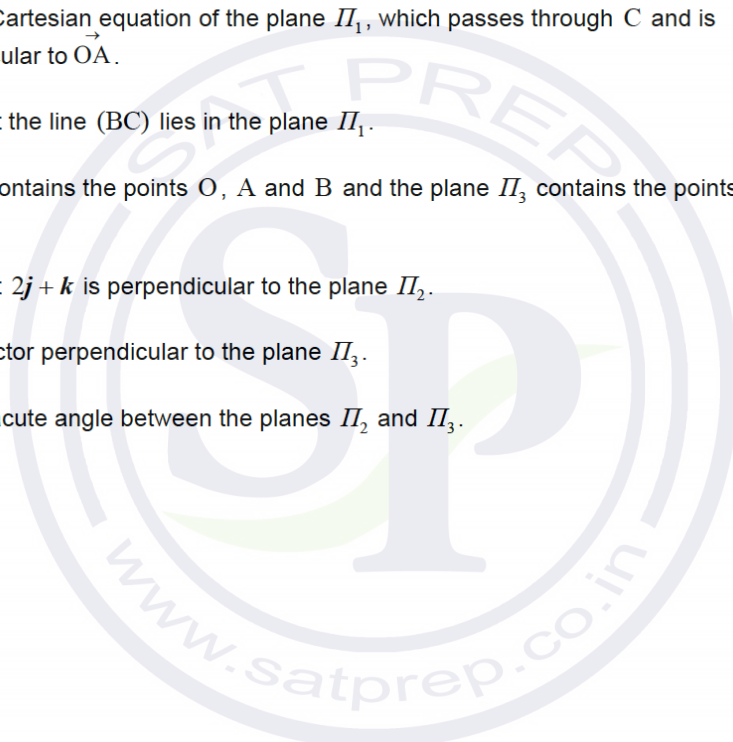 Cartesian equation of the plane Π₁, which passes through C and is
ular to O⃗A⃗.
the line (BC) lies in the plane Π₁.
ontains the points O, A and B and the plane Π₃ contains the points
2j + k is perpendicular to the plane Π₂.
ctor perpendicular to the plane Π₃.
cute angle between the planes Π₂ and Π₃.
SAT PREP
SP
www.satprep.co.in